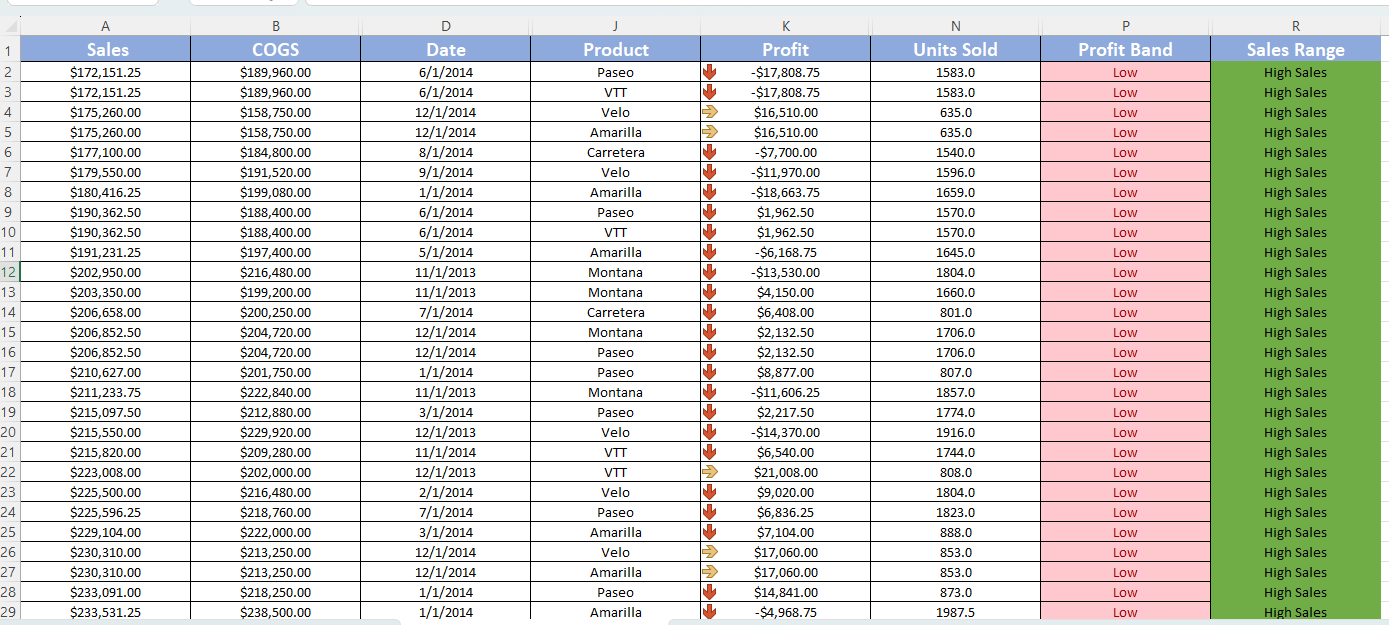 A B D J K N P R
1 Sales COGS Date Product Profit Units Sold Profit Band Sales Range
2 $172,151.25 $189,960.00 6/1/2014 Paseo -$17,808.75 1583.0 Low High Sales
3 $172,151.25 $189,960.00 6/1/2014 VTT -$17,808.75 1583.0 Low High Sales
4 $175,260.00 $158,750.00 12/1/2014 Velo $16,510.00 635.0 Low High Sales
5 $175,260.00 $158,750.00 12/1/2014 Amarilla $16,510.00 635.0 Low High Sales
6 $177,100.00 $184,800.00 8/1/2014 Carretera -$7,700.00 1540.0 Low High Sales
7 $179,550.00 $191,520.00 9/1/2014 Velo -$11,970.00 1596.0 Low High Sales
8 $180,416.25 $199,080.00 1/1/2014 Amarilla -$18,663.75 1659.0 Low High Sales
9 $190,362.50 $188,400.00 6/1/2014 Paseo $1,962.50 1570.0 Low High Sales
10 $190,362.50 $188,400.00 6/1/2014 VTT $1,962.50 1570.0 Low High Sales
11 $191,231.25 $197,400.00 5/1/2014 Amarilla -$6,168.75 1645.0 Low High Sales
12 $202,950.00 $216,480.00 11/1/2013 Montana -$13,530.00 1804.0 Low High Sales
13 $203,350.00 $199,200.00 11/1/2013 Montana $4,150.00 1660.0 Low High Sales
14 $206,658.00 $200,250.00 7/1/2014 Carretera $6,408.00 801.0 Low High Sales
15 $206,852.50 $204,720.00 12/1/2014 Montana $2,132.50 1706.0 Low High Sales
16 $206,852.50 $204,720.00 12/1/2014 Paseo $2,132.50 1706.0 Low High Sales
17 $210,627.00 $201,750.00 1/1/2014 Paseo $8,877.00 807.0 Low High Sales
18 $211,233.75 $222,840.00 11/1/2013 Montana -$11,606.25 1857.0 Low High Sales
19 $215,097.50 $212,880.00 3/1/2014 Paseo $2,217.50 1774.0 Low High Sales
20 $215,550.00 $229,920.00 12/1/2013 Velo -$14,370.00 1916.0 Low High Sales
21 $215,820.00 $209,280.00 11/1/2014 VTT $6,540.00 1744.0 Low High Sales
22 $223,008.00 $202,000.00 12/1/2013 VTT $21,008.00 808.0 Low High Sales
23 $225,500.00 $216,480.00 2/1/2014 Velo $9,020.00 1804.0 Low High Sales
24 $225,596.25 $218,760.00 7/1/2014 Paseo $6,836.25 1823.0 Low High Sales
25 $229,104.00 $222,000.00 3/1/2014 Amarilla $7,104.00 888.0 Low High Sales
26 $230,310.00 $213,250.00 12/1/2014 Velo $17,060.00 853.0 Low High Sales
27 $230,310.00 $213,250.00 12/1/2014 Amarilla $17,060.00 853.0 Low High Sales
28 $233,091.00 $218,250.00 1/1/2014 Paseo $14,841.00 873.0 Low High Sales
29 $233,531.25 $238,500.00 1/1/2014 Amarilla -$4,968.75 1987.5 Low High Sales